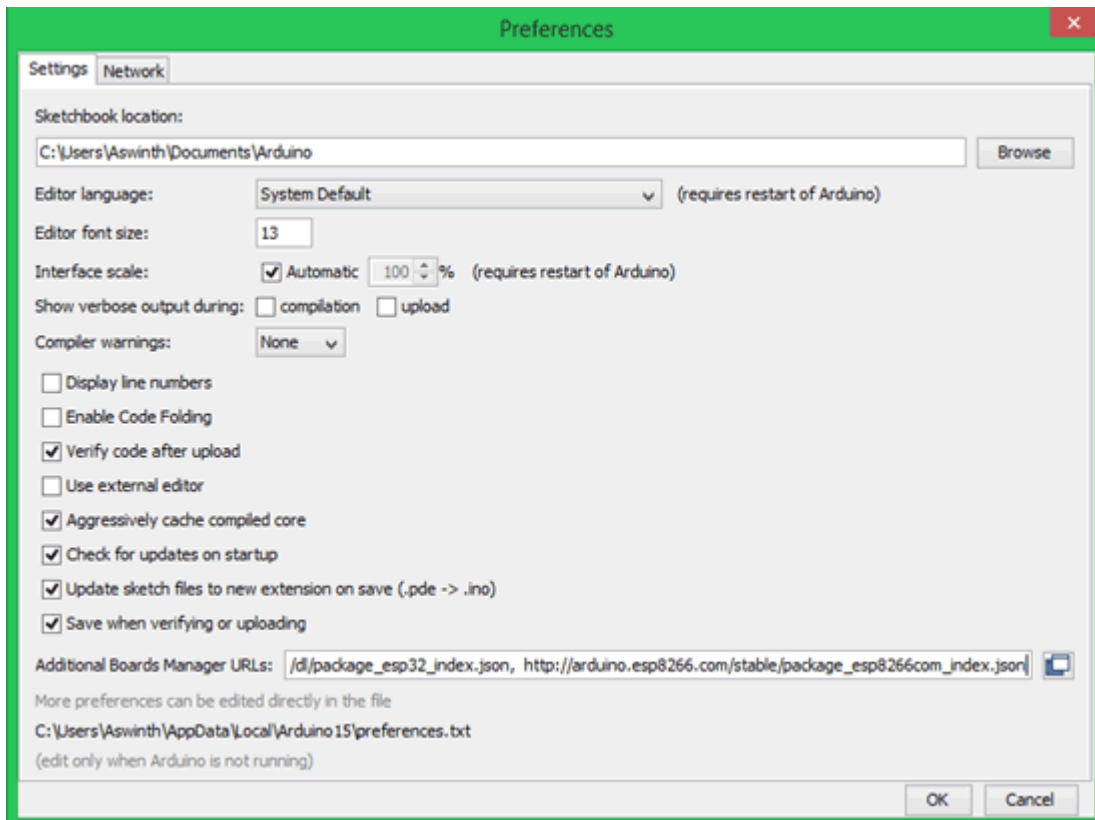 Preferences
Settings Network
Sketchbook location:
C:\Users\Aswinth\Documents\Arduino Browse
Editor language: System Default (requires restart of Arduino)
Editor font size: 13
Interface scale: Automatic 100 % (requires restart of Arduino)
Show verbose output during: compilation upload
Compiler warnings: None
Display line numbers
Enable Code Folding
Verify code after upload
Use external editor
Aggressively cache compiled core
Check for updates on startup
Update sketch files to new extension on save (.pde -> .ino)
Save when verifying or uploading
Additional Boards Manager URLs: /dl/package_esp32_index.json, http://arduino.esp8266.com/stable/package_esp8266com_index.json
More preferences can be edited directly in the file
C:\Users\Aswinth\AppData\Local\Arduino15\preferences.txt
(edit only when Arduino is not running)
OK Cancel